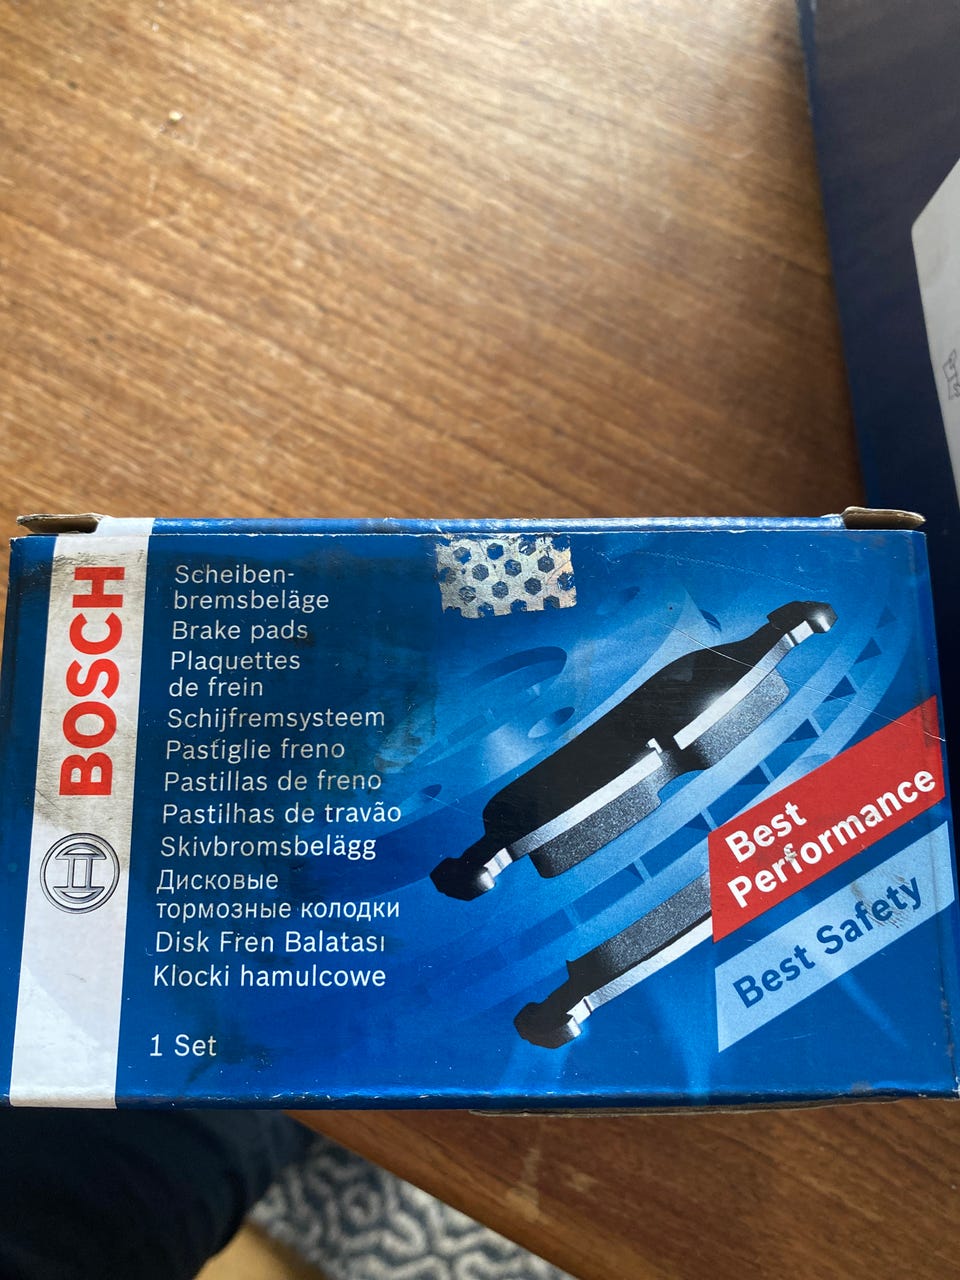 BOSCH
Scheiben-
bremsbeläge
Brake pads
Plaquettes
de frein
Schijfremsysteem
Pastiglie freno
Pastillas de freno
Pastilhas de travão
Skivbromsbelägg
Дисковые
тормозные колодки
Disk Fren Balatası
Klocki hamulcowe
1 Set
Best
Performance
Best Safety